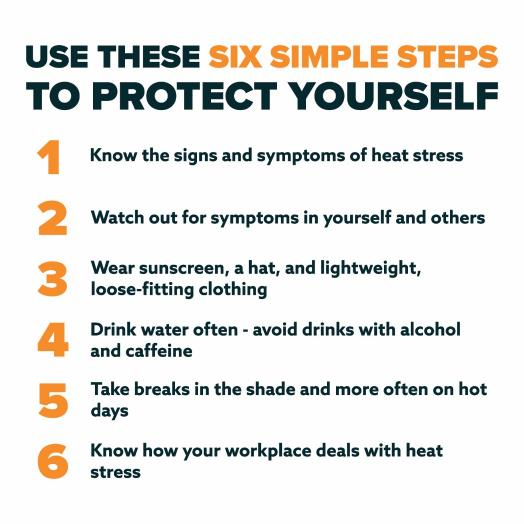 USE THESE SIX SIMPLE STEPS
TO PROTECT YOURSELF
1 Know the signs and symptoms of heat stress
2 Watch out for symptoms in yourself and others
3 Wear sunscreen, a hat, and lightweight,
loose-fitting clothing
4 Drink water often - avoid drinks with alcohol
and caffeine
5 Take breaks in the shade and more often on hot
days
6 Know how your workplace deals with heat
stress